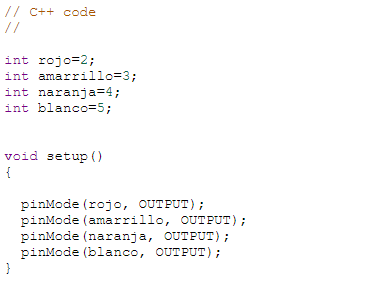 // C++ code
//
int rojo=2;
int amarrillo=3;
int naranja=4;
int blanco=5;
void setup()
{
pinMode(rojo, OUTPUT);
pinMode(amarrillo, OUTPUT);
pinMode(naranja, OUTPUT);
pinMode(blanco, OUTPUT);
}